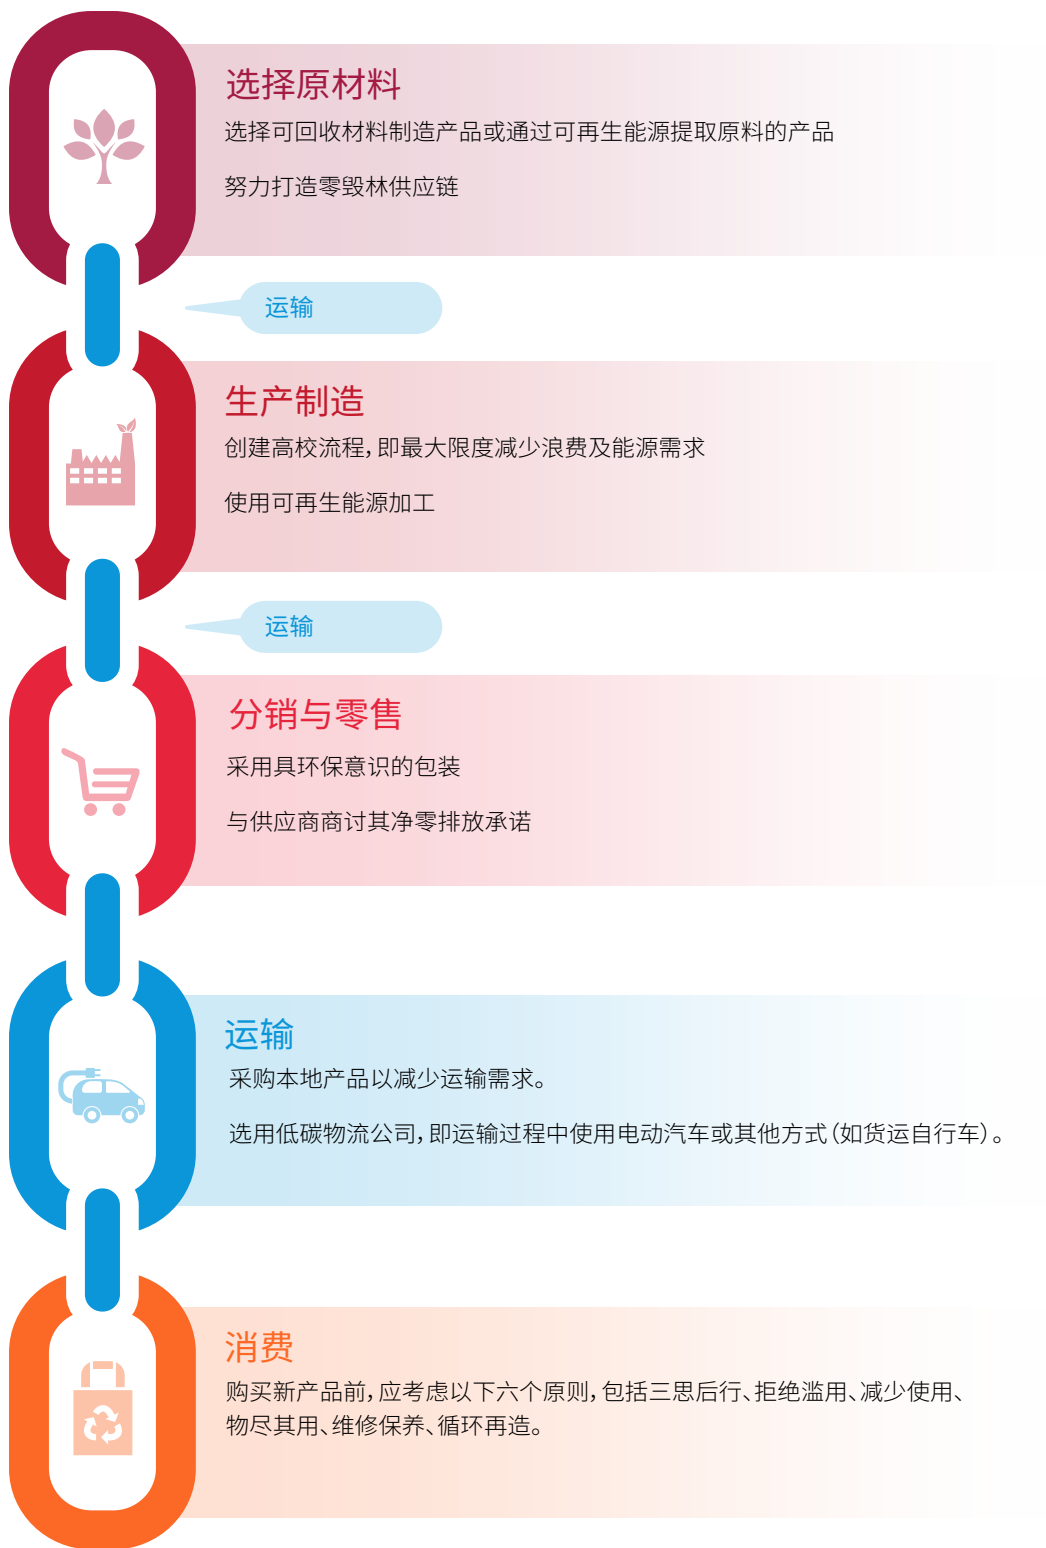 选择原材料
选择可回收材料制造产品或通过可再生能源提取原料的产品
努力打造零毁林供应链
运输
生产制造
创建高校流程，即最大限度减少浪费及能源需求
使用可再生能源加工
运输
分销与零售
采用具环保意识的包装
与供应商商讨其净零排放承诺
运输
采购本地产品以减少运输需求。
选用低碳物流公司，即运输过程中使用电动汽车或其他方式（如货运自行车）。
消费
购买新产品前，应考虑以下六个原则，包括三思后行、拒绝滥用、减少使用、
物尽其用、维修保养、循环再造。